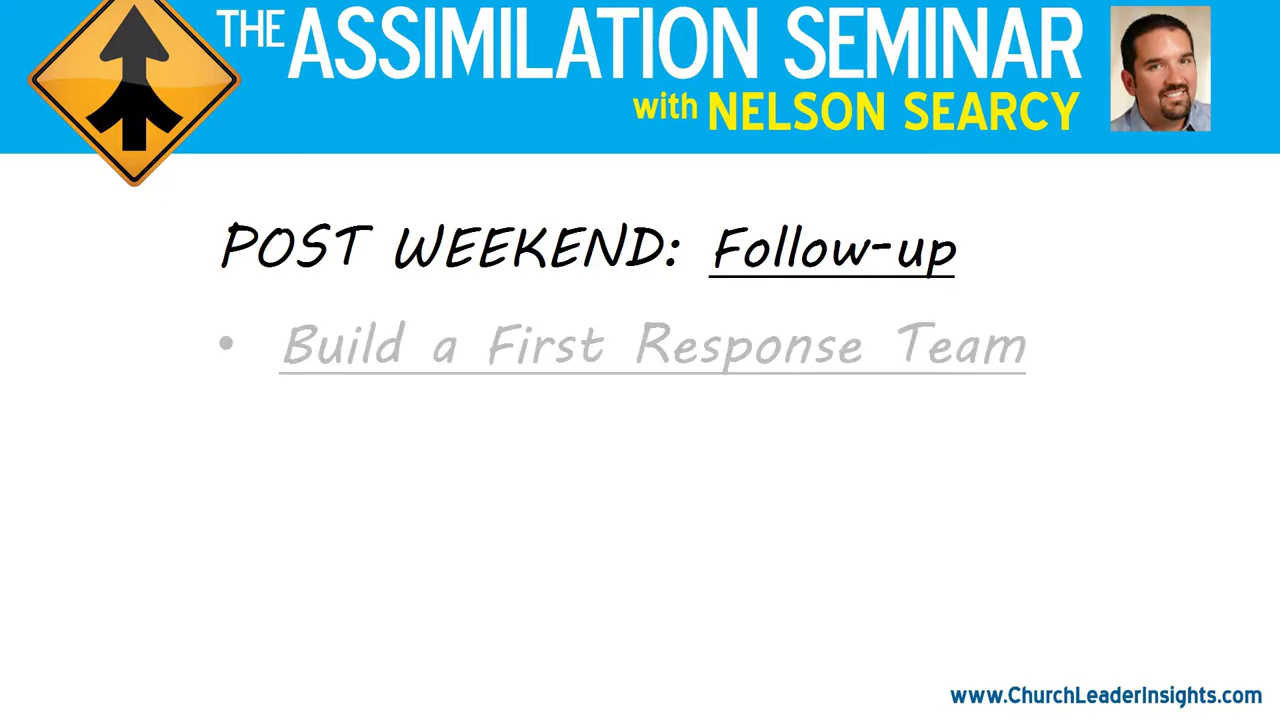 THE ASSIMILATION SEMINAR
with NELSON SEARCY
POST WEEKEND: Follow-up
• Build a First Response Team
www.ChurchLeaderInsights.com